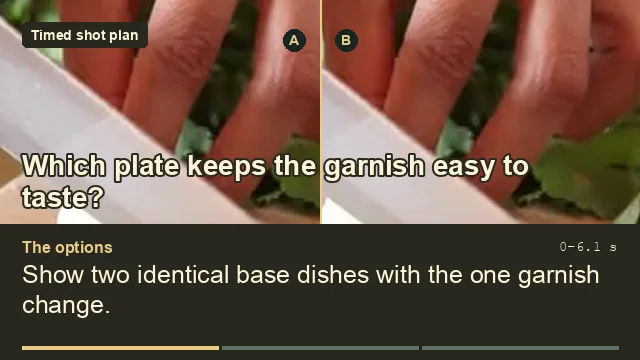 Timed shot plan
A
B
Which plate keeps the garnish easy to
taste?
The options
0–6.1 s
Show two identical base dishes with the one garnish
change.